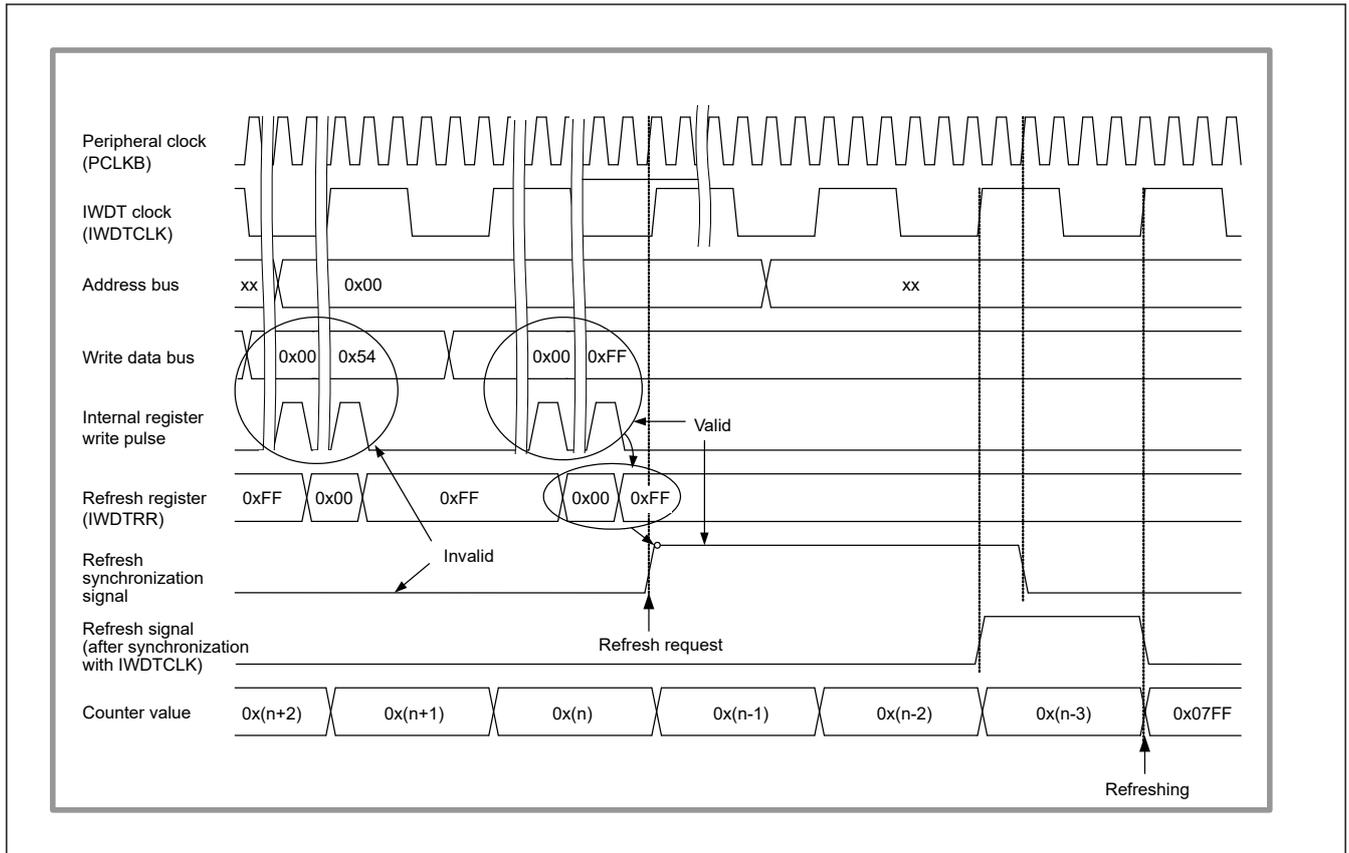 Peripheral clock
(PCLKB)
IWDT clock
(IWDTCLK)
Address bus
xx
0x00
xx
Write data bus
0x00
0x54
0x00
0xFF
Internal register
write pulse
Valid
Refresh register
(IWDTRR)
0xFF
0x00
0xFF
0x00
0xFF
Invalid
Refresh
synchronization
signal
Refresh request
Refresh signal
(after synchronization
with IWDTCLK)
Counter value
0x(n+2)
0x(n+1)
0x(n)
0x(n-1)
0x(n-2)
0x(n-3)
0x07FF
Refreshing